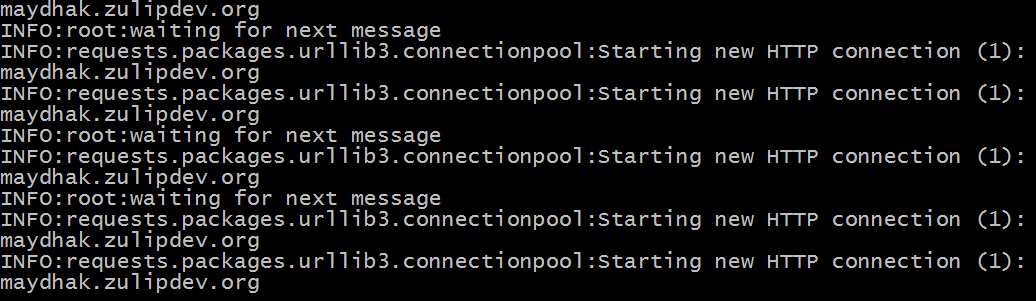 maydhak.zulipdev.org
INFO:root:waiting for next message
INFO:requests.packages.urllib3.connectionpool:Starting new HTTP connection (1):
maydhak.zulipdev.org
INFO:requests.packages.urllib3.connectionpool:Starting new HTTP connection (1):
maydhak.zulipdev.org
INFO:root:waiting for next message
INFO:requests.packages.urllib3.connectionpool:Starting new HTTP connection (1):
maydhak.zulipdev.org
INFO:root:waiting for next message
INFO:requests.packages.urllib3.connectionpool:Starting new HTTP connection (1):
maydhak.zulipdev.org
INFO:requests.packages.urllib3.connectionpool:Starting new HTTP connection (1):
maydhak.zulipdev.org